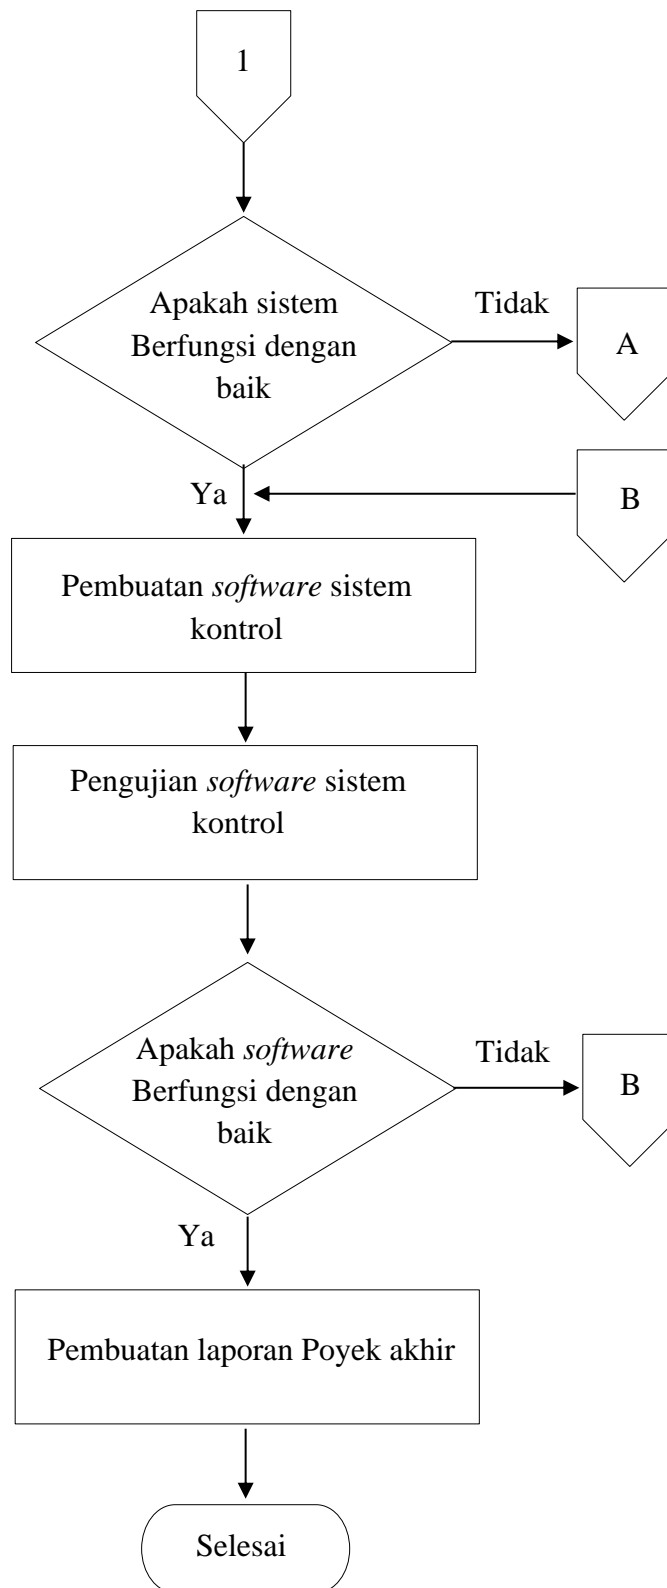 1
Apakah sistem
Berfungsi dengan
baik
Tidak
A
Ya
B
Pembuatan software sistem
kontrol
Pengujian software sistem
kontrol
Apakah software
Berfungsi dengan
baik
Tidak
B
Ya
Pembuatan laporan Poyek akhir
Selesai